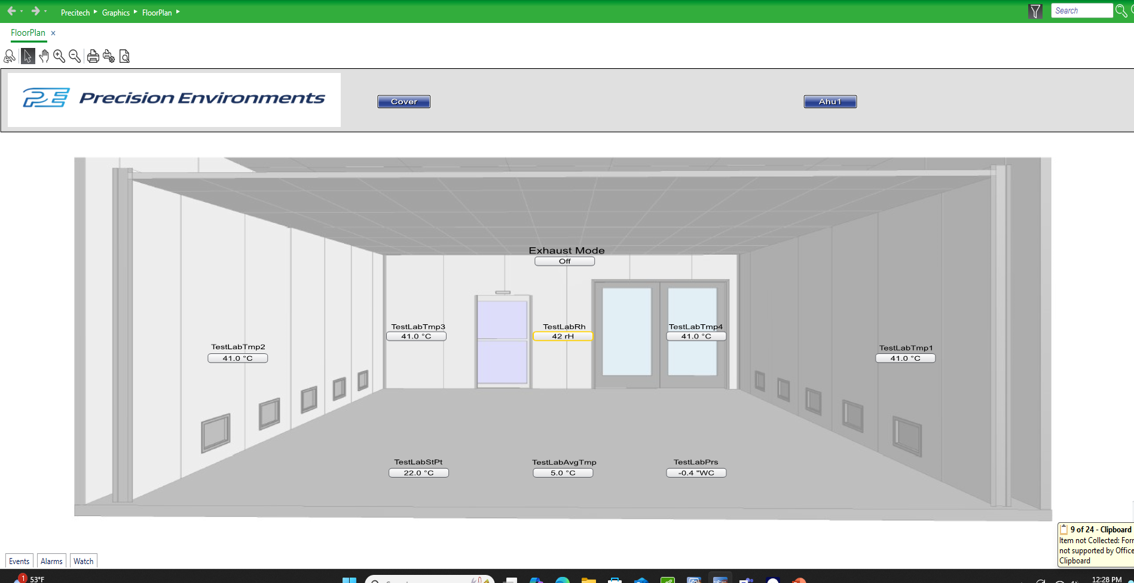 Precitech
Graphics
FloorPlan
Search
FloorPlan ×
PE Precision Environments
Cover
Ahu1
Exhaust Mode
Off
TestLabTmp3
41.0 °C
TestLabRh
42 rH
TestLabTmp4
41.0 °C
TestLabTmp2
41.0 °C
TestLabTmp1
41.0 °C
TestLabStPt
22.0 °C
TestLabAvgTmp
5.0 °C
TestLabPrs
-0.4 "WC
9 of 24 - Clipboard
Item not Collected: For
not supported by Office
Clipboard
Events
Alarms
Watch
1
53°F
12:28 PM